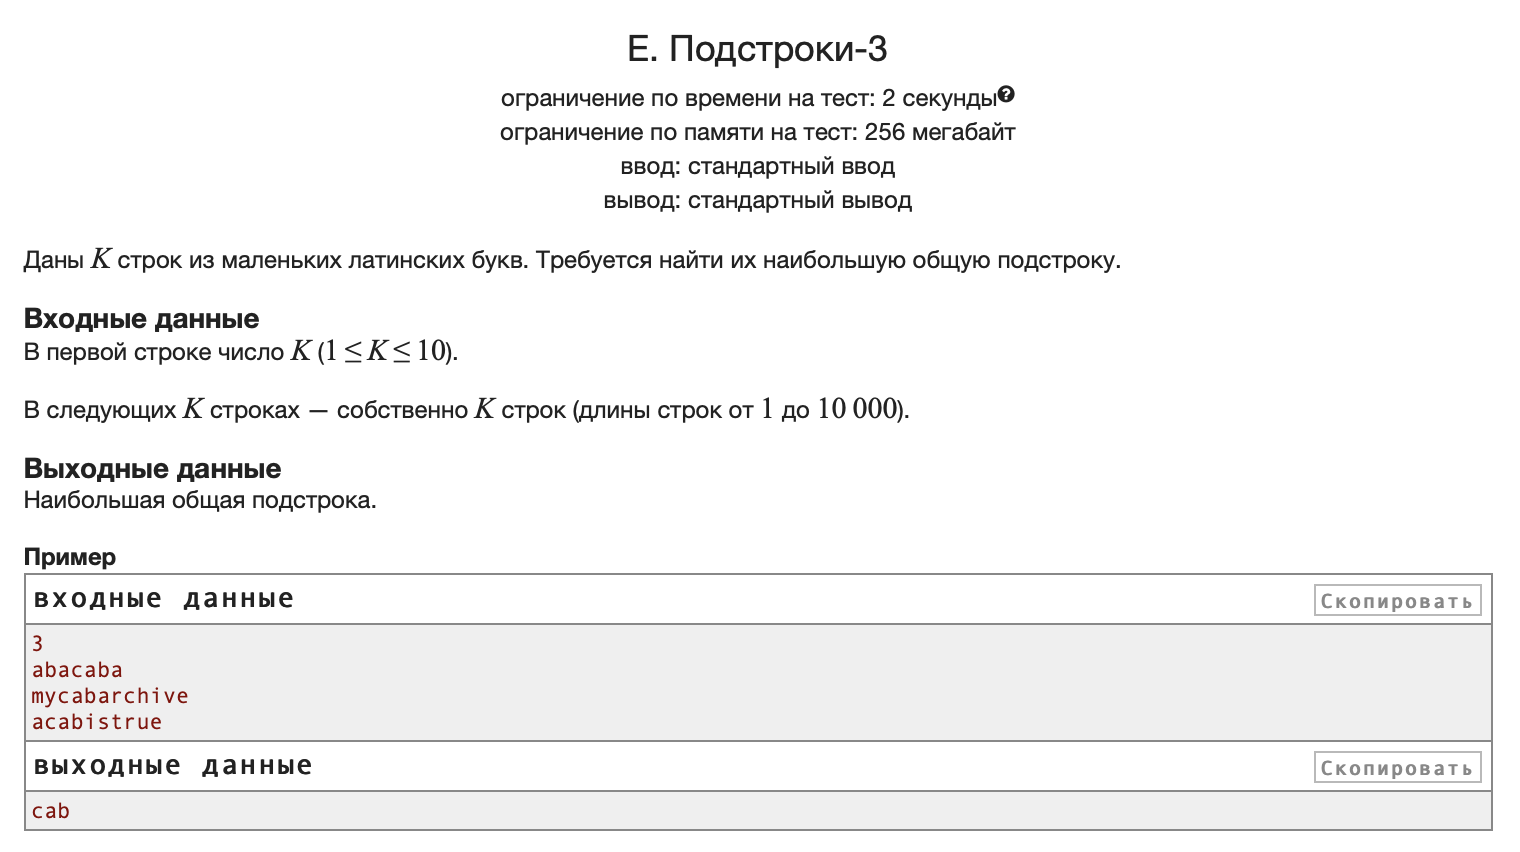 E. Подстроки-3
ограничение по времени на тест: 2 секунды?
ограничение по памяти на тест: 256 мегабайт
ввод: стандартный ввод
вывод: стандартный вывод
Даны K строк из маленьких латинских букв. Требуется найти их наибольшую общую подстроку.
Входные данные
В первой строке число K (1 ≤ K ≤ 10).
В следующих K строках — собственно K строк (длины строк от 1 до 10 000).
Выходные данные
Наибольшая общая подстрока.
Пример
входные данные
Скопировать
3
abacaba
mycabarchive
acabistrue
выходные данные
Скопировать
cab